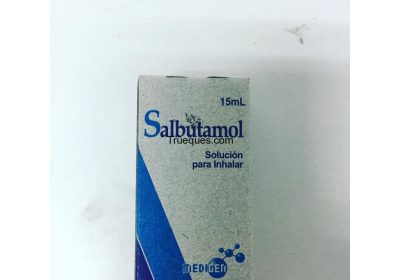 15mL
Salbutamol
Trueques.com
Solución
para Inhalar
MEDIGEN